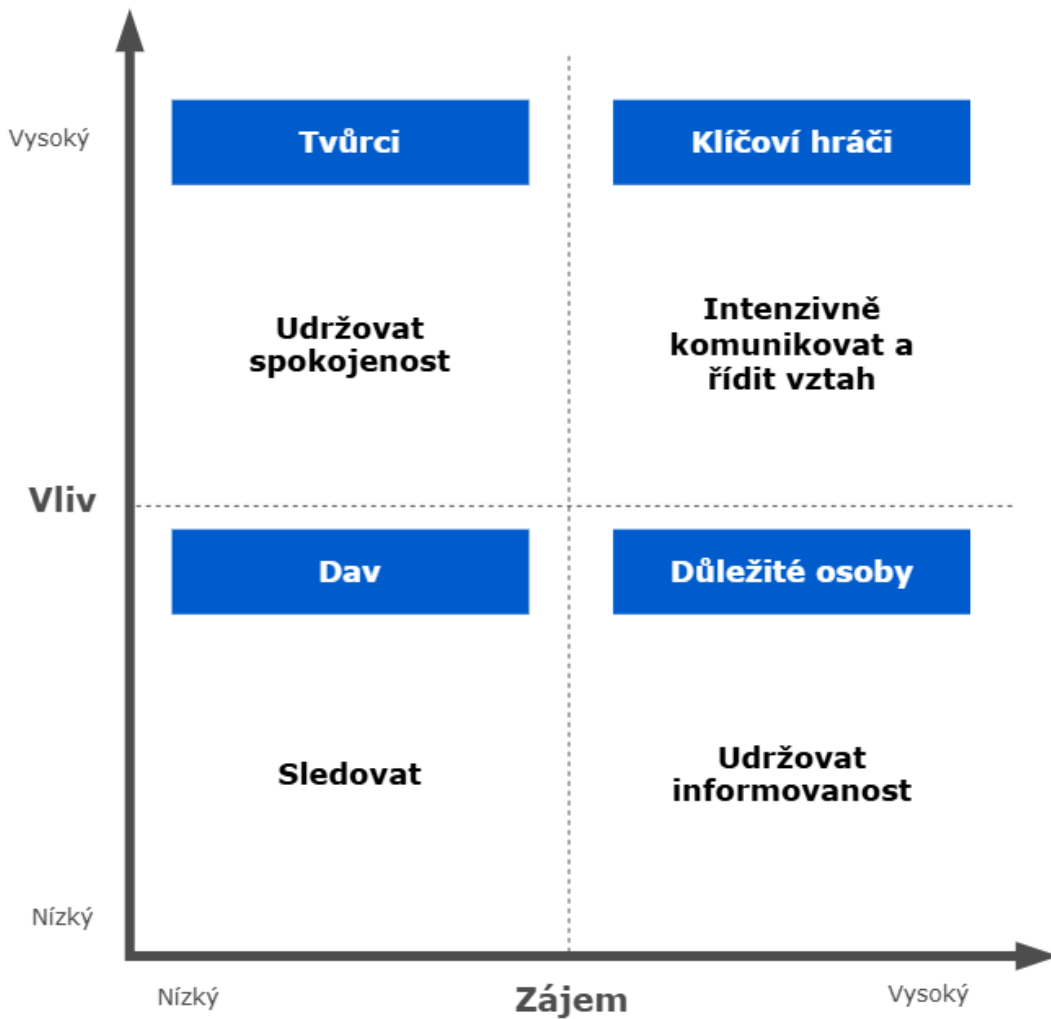 Vysoký
Tvůrci
Klíčoví hráči
Udržovat
spokojenost
Intenzivně
komunikovat a
řídit vztah
Vliv
Dav
Důležité osoby
Sledovat
Udržovat
informovanost
Nízký
Nízký
Zájem
Vysoký